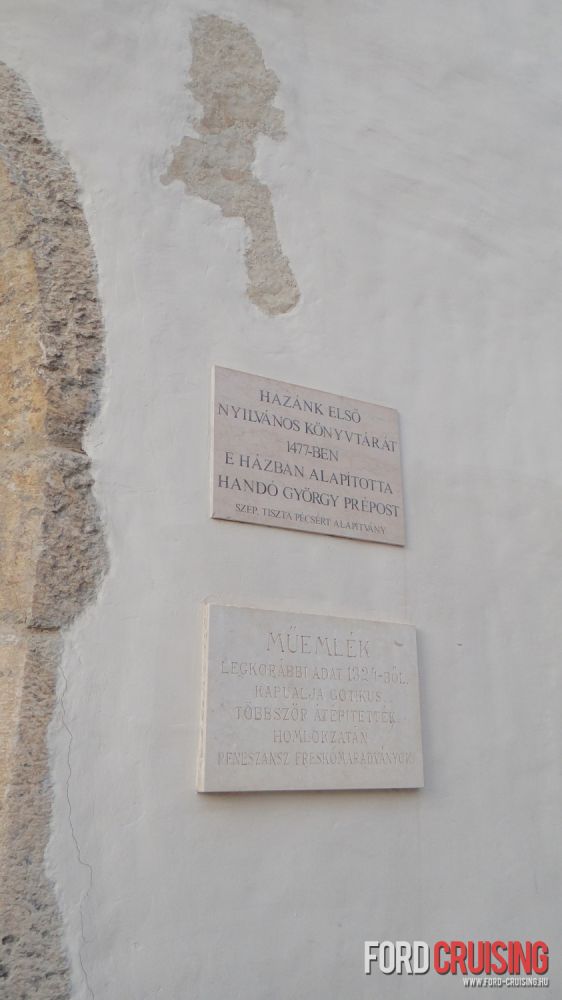 HAZÁNK ELSŐ
NYILVÁNOS KÖNYVTÁRÁT
1477-BEN
E HÁZBAN ALAPÍTOTTA
HANDÓ GYÖRGY PRÉPOST
SZÉP, TISZTA PÉCSÉRT ALAPÍTVÁNY
MŰEMLÉK
LEGKORÁBBI ADAT 1324-BŐL.
KAPUALJA GÓTIKUS.
TÖBBSZÖR ÁTÉPÍTETTÉK.
HOMLOKZATÁN
RENESZÁNSZ FRESKÓMARADVÁNYOK.
FORD CRUISING
WWW.FORD-CRUISING.HU